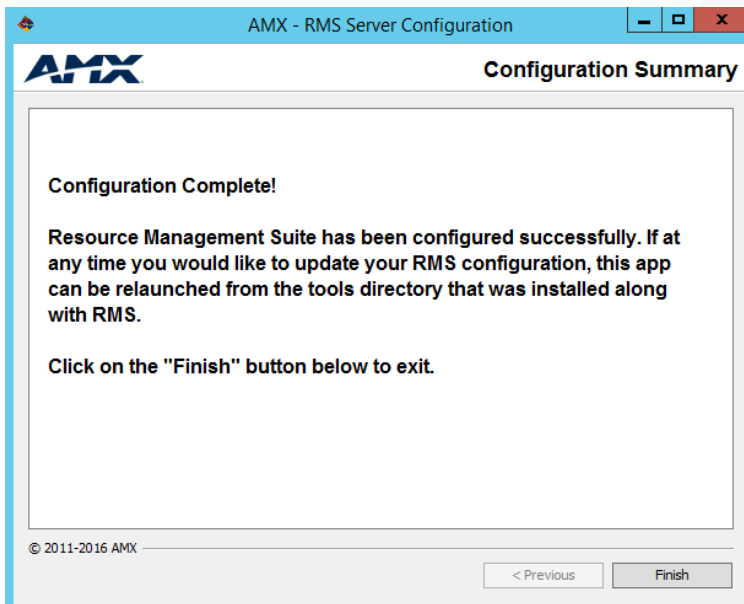 AMX - RMS Server Configuration
AMX
Configuration Summary
Configuration Complete!
Resource Management Suite has been configured successfully. If at
any time you would like to update your RMS configuration, this app
can be relaunched from the tools directory that was installed along
with RMS.
Click on the "Finish" button below to exit.
© 2011-2016 AMX
< Previous
Finish